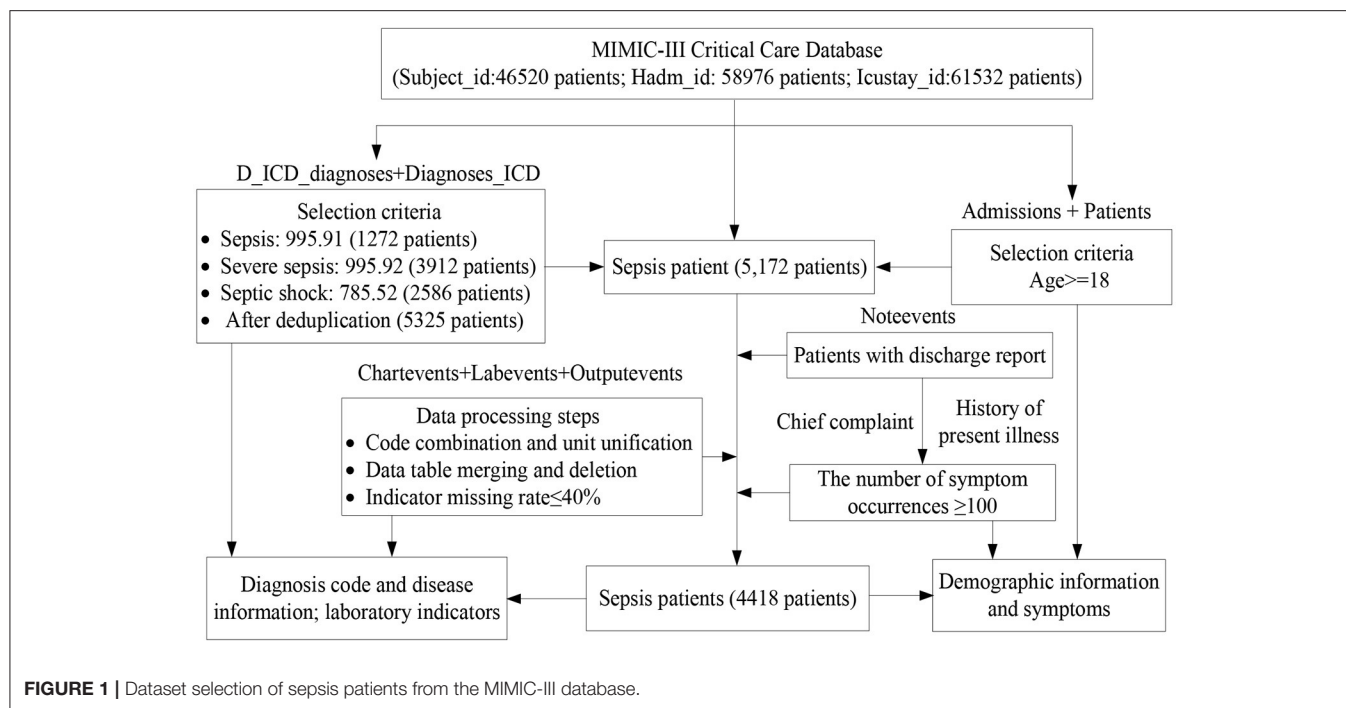 MIMIC-III Critical Care Database
(Subject_id:46520 patients; Hadm_id: 58976 patients; Icustay_id:61532 patients)
D_ICD_diagnoses+Diagnoses_ICD
Selection criteria
• Sepsis: 995.91 (1272 patients)
• Severe sepsis: 995.92 (3912 patients)
• Septic shock: 785.52 (2586 patients)
• After deduplication (5325 patients)
Sepsis patient (5,172 patients)
Admissions + Patients
Selection criteria
Age>=18
Noteevents
Patients with discharge report
Chief complaint
History of
present illness
Chartevents+Labevents+Outputevents
Data processing steps
• Code combination and unit unification
• Data table merging and deletion
• Indicator missing rate≤40%
The number of symptom
occurrences ≥100
Diagnosis code and disease
information; laboratory indicators
Sepsis patients (4418 patients)
Demographic information
and symptoms
FIGURE 1 | Dataset selection of sepsis patients from the MIMIC-III database.